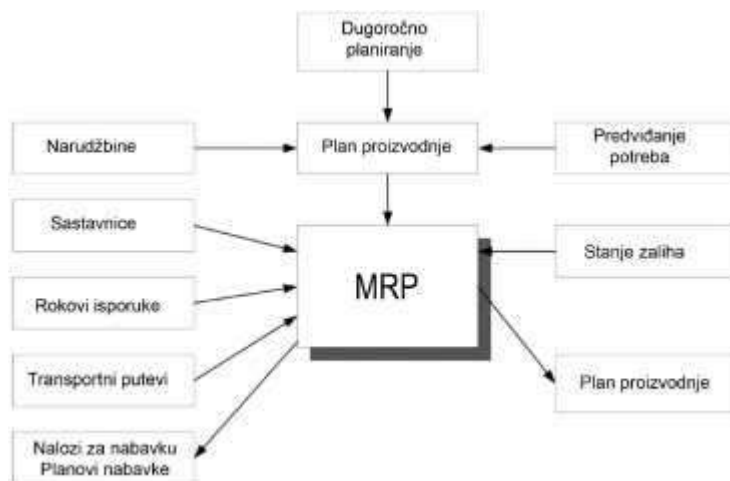 Dugoročno
planiranje
Narudžbine
Plan proizvodnje
Predviđanje
potreba
Sastavnice
MRP
Stanje zaliha
Rokovi isporuke
Transportni putevi
Plan proizvodnje
Nalozi za nabavku
Planovi nabavke